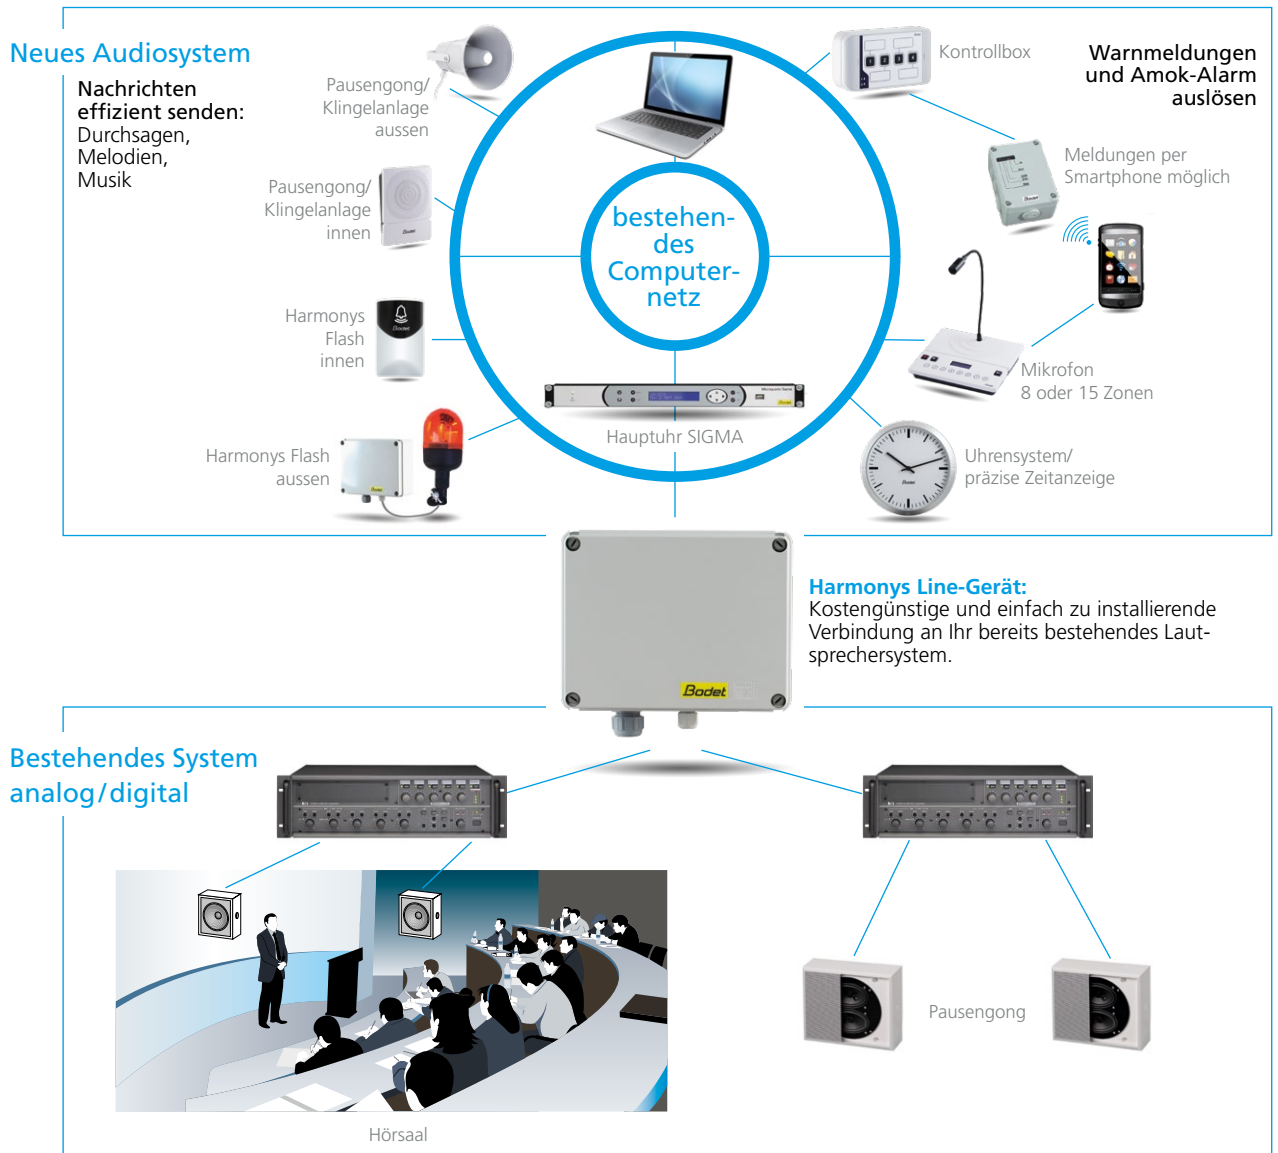 Neues Audiosystem
Nachrichten
effizient senden:
Durchsagen,
Melodien,
Musik
Pausengong/
Klingelanlage
aussen
Pausengong/
Klingelanlage
innen
Harmonys
Flash
innen
Harmonys Flash
aussen
bestehen-
des
Computer-
netz
Hauptuhr SIGMA
Kontrollbox
Warnmeldungen
und Amok-Alarm
auslösen
Meldungen per
Smartphone möglich
Mikrofon
8 oder 15 Zonen
Uhrensystem/
präzise Zeitanzeige
Bodet
Harmonys Line-Gerät:
Kostengünstige und einfach zu installierende
Verbindung an Ihr bereits bestehendes Laut-
sprechersystem.
Bodet
Bestehendes System
analog/digital
Hörsaal
Pausengong